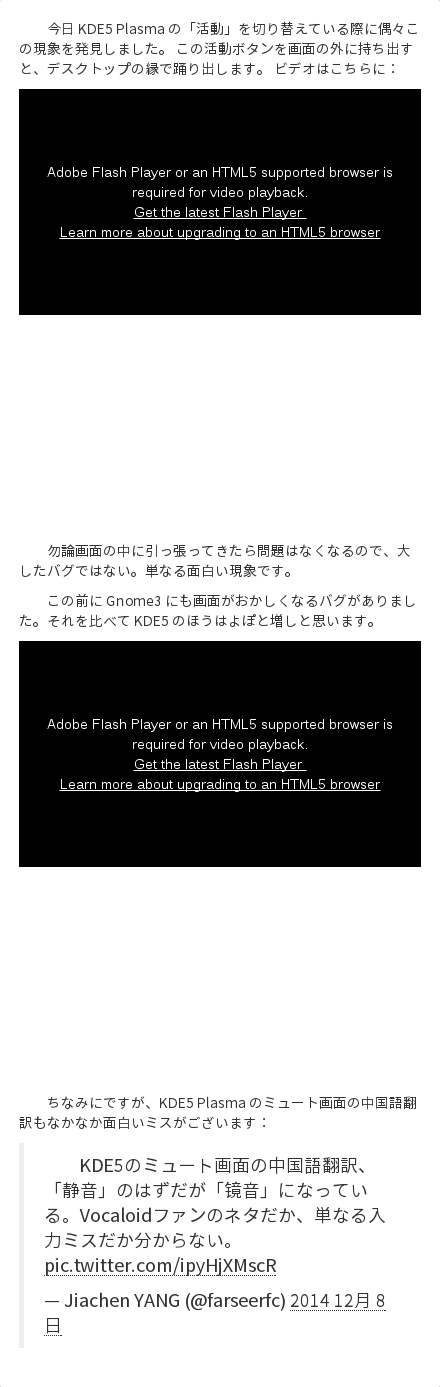 今日 KDE5 Plasma の「活動」を切り替えている際に偶々こ
の現象を発見しました。 この活動ボタンを画面の外に持ち出す
と、デスクトップの縁で踊り出します。 ビデオはこちらに：
Adobe Flash Player or an HTML5 supported browser is
required for video playback.
Get the latest Flash Player
Learn more about upgrading to an HTML5 browser
勿論画面の中に引っ張ってきたら問題はなくなるので、大
したバグではない。単なる面白い現象です。
この前に Gnome3 にも画面がおかしくなるバグがありまし
た。それを比べて KDE5 のほうはよぽと増しと思います。
Adobe Flash Player or an HTML5 supported browser is
required for video playback.
Get the latest Flash Player
Learn more about upgrading to an HTML5 browser
ちなみにですが、KDE5 Plasma のミュート画面の中国語翻
訳もなかなか面白いミスがございます：
KDE5のミュート画面の中国語翻訳、
「静音」のはずだが「镜音」になってい
る。Vocaloidファンのネタだか、単なる入
力ミスだか分からない。
pic.twitter.com/ipyHjXMscR
— Jiachen YANG (@farseerfc) 2014 12月 8
日